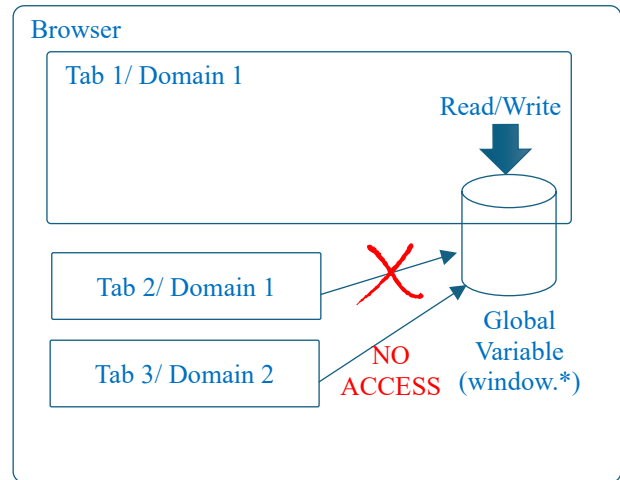 Browser
Tab 1/ Domain 1
Read/Write
Tab 2/ Domain 1
Tab 3/ Domain 2
NO
ACCESS
Global
Variable
(window.*)